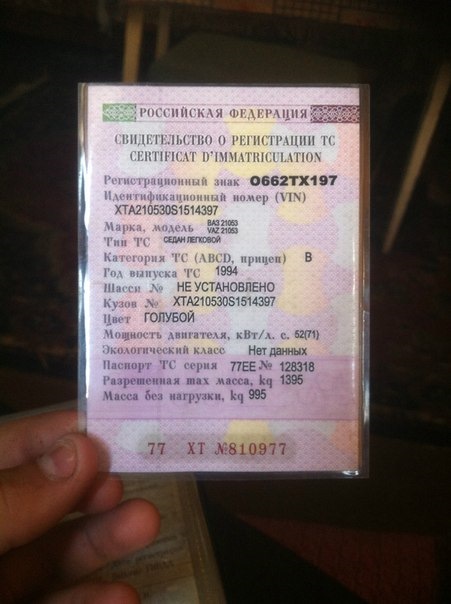 РОССИЙСКАЯ ФЕДЕРАЦИЯ
СВИДЕТЕЛЬСТВО О РЕГИСТРАЦИИ ТС
CERTIFICAT D'IMMATRICULATION
Регистрационный знак О662ТХ197
Идентификационный номер (VIN)
XTA210530S1514397
Марка, модель ВАЗ 21053
VAZ 21053
Тип ТС СЕДАН ЛЕГКОВОЙ
Категория ТС (ABCD, прицеп) B
Год выпуска ТС 1994
Шасси № НЕ УСТАНОВЛЕНО
Кузов № XTA210530S1514397
Цвет ГОЛУБОЙ
Мощность двигателя, кВт/л. с. 52(71)
Экологический класс Нет данных
Паспорт ТС серия 77ЕЕ № 128318
Разрешенная max масса, kg 1395
Масса без нагрузки, kg 995
77 ХТ №810977